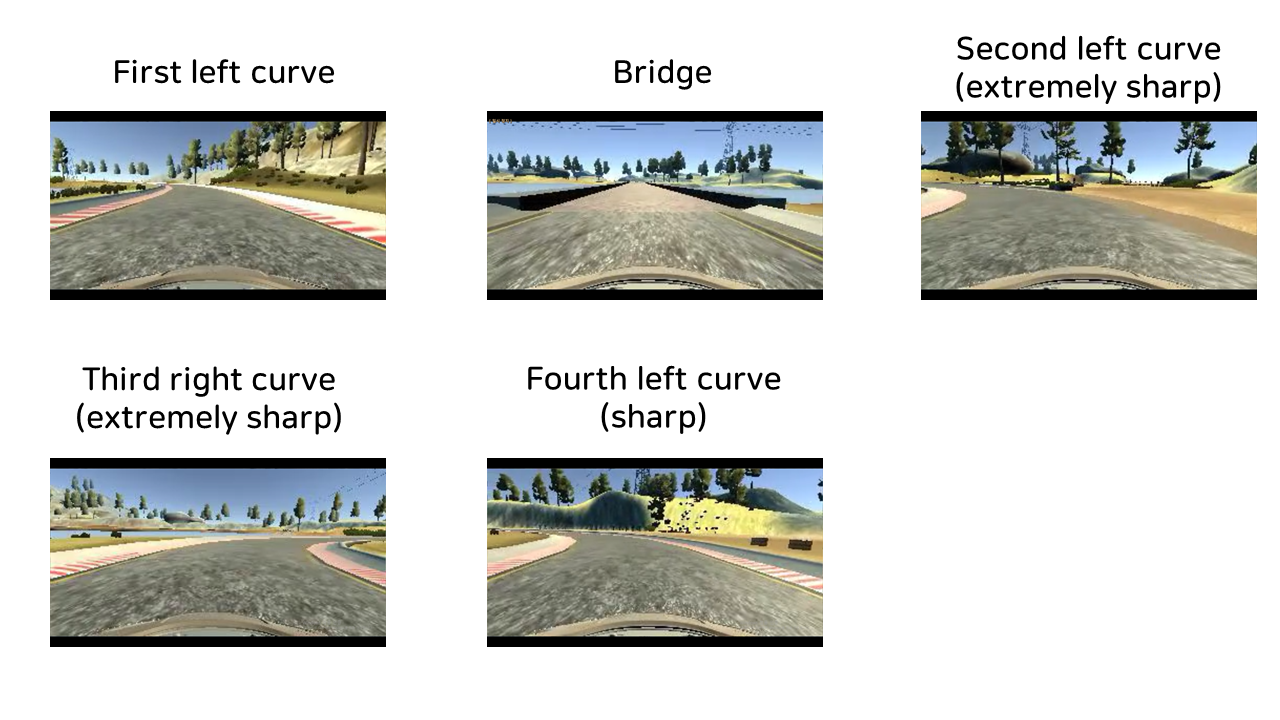 First left curve
Bridge
Second left curve
(extremely sharp)
Third right curve
(extremely sharp)
Fourth left curve
(sharp)